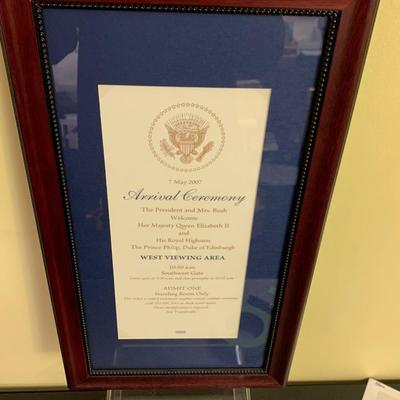 7 May 2007
Arrival Ceremony
The President and Mrs. Bush
Welcome
Her Majesty Queen Elizabeth II
and
His Royal Highness
The Prince Philip, Duke of Edinburgh
WEST VIEWING AREA
10:00 a.m.
Southwest Gate
ADMIT ONE
Standing Room Only
Not Transferable